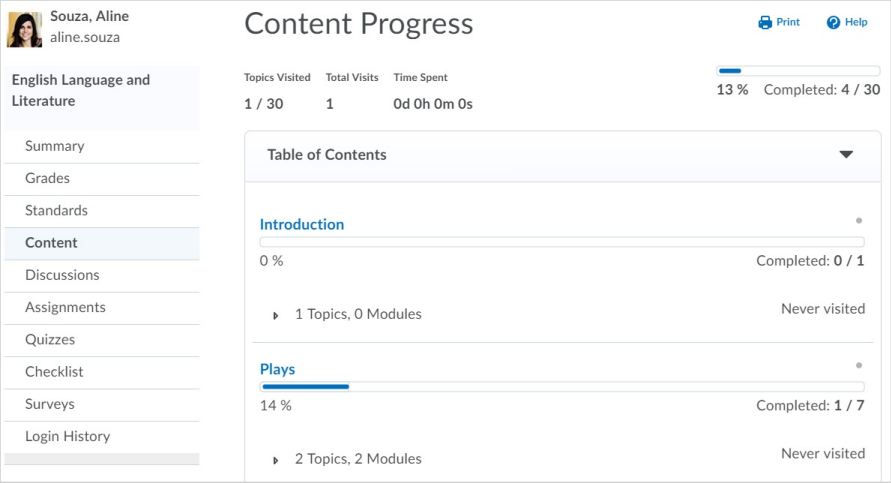 Souza, Aline
aline.souza
English Language and
Literature
Summary
Grades
Standards
Content
Discussions
Assignments
Quizzes
Checklist
Surveys
Login History
Content Progress
Print
Help
Topics Visited Total Visits Time Spent
1 / 30 1 0d 0h 0m 0s
13 % Completed: 4 / 30
Table of Contents
Introduction
0 % Completed: 0 / 1
1 Topics, 0 Modules Never visited
Plays
14 % Completed: 1 / 7
2 Topics, 2 Modules Never visited